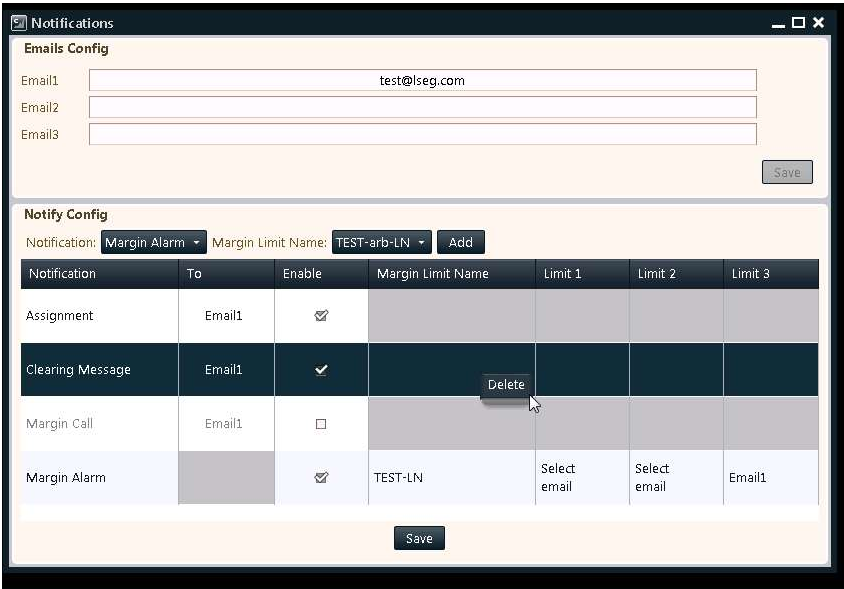 Notifications
Emails Config
Email1 test@lseg.com
Email2
Email3
Save
Notify Config
Notification: Margin Alarm Margin Limit Name: TEST-arb-LN Add
Notification To Enable Margin Limit Name Limit 1 Limit 2 Limit 3
Assignment Email1
Clearing Message Email1
Delete
Margin Call Email1
Margin Alarm TEST-LN Select email Select email Email1
Save